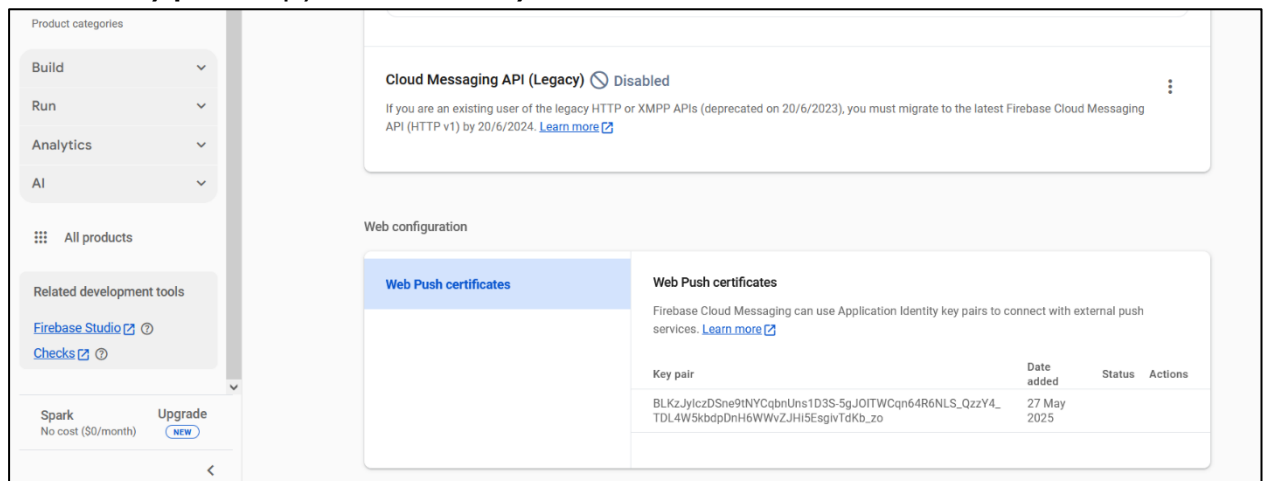 Product categories
Build
Run
Analytics
AI
All products
Related development tools
Firebase Studio
Checks
Spark
No cost ($0/month)
Upgrade
NEW
Cloud Messaging API (Legacy) Disabled
If you are an existing user of the legacy HTTP or XMPP APIs (deprecated on 20/6/2023), you must migrate to the latest Firebase Cloud Messaging
API (HTTP v1) by 20/6/2024. Learn more
Web configuration
Web Push certificates
Web Push certificates
Firebase Cloud Messaging can use Application Identity key pairs to connect with external push
services. Learn more
Key pair Date added Status Actions
BLKzJylczDSne9tNYCqbnUns1D3S-5gJOITWCqn64R6NLS_QzzY4_
TDL4W5kbdpDnH6WWvZJHi5EsgivTdKb_zo
27 May
2025